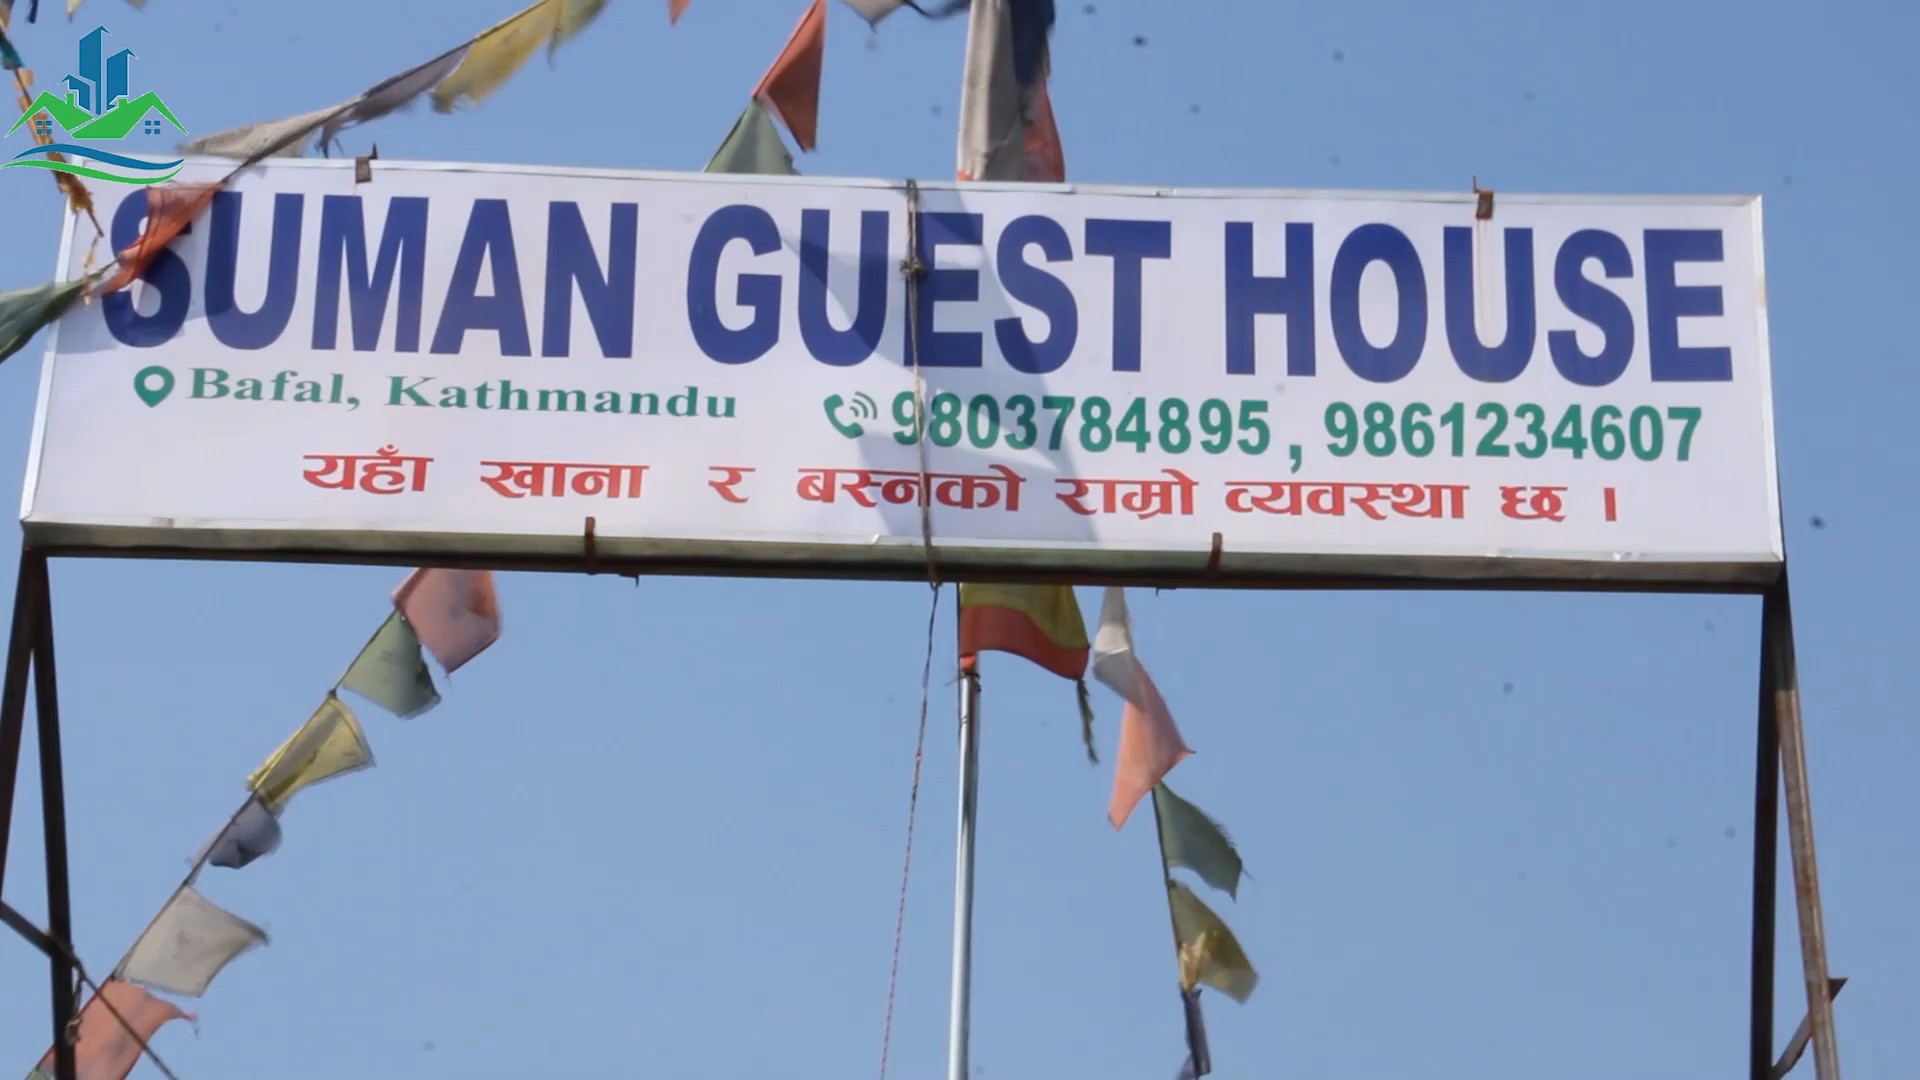 SUMAN GUEST HOUSE
Bafal, Kathmandu 9803784895, 9861234607
यहाँ खाना र बस्नको राम्रो व्यवस्था छ ।